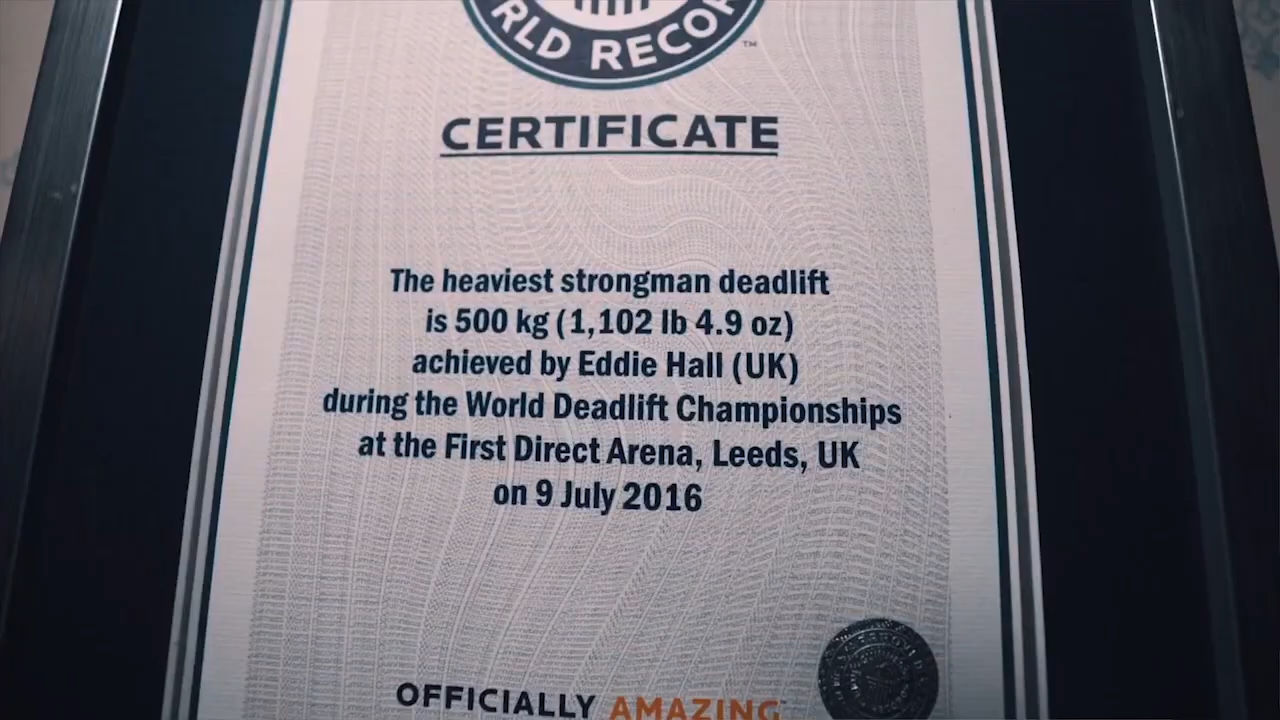 RLD RECOR
™
CERTIFICATE
The heaviest strongman deadlift
is 500 kg (1,102 lb 4.9 oz)
achieved by Eddie Hall (UK)
during the World Deadlift Championships
at the First Direct Arena, Leeds, UK
on 9 July 2016
OFFICIALLY AMAZING